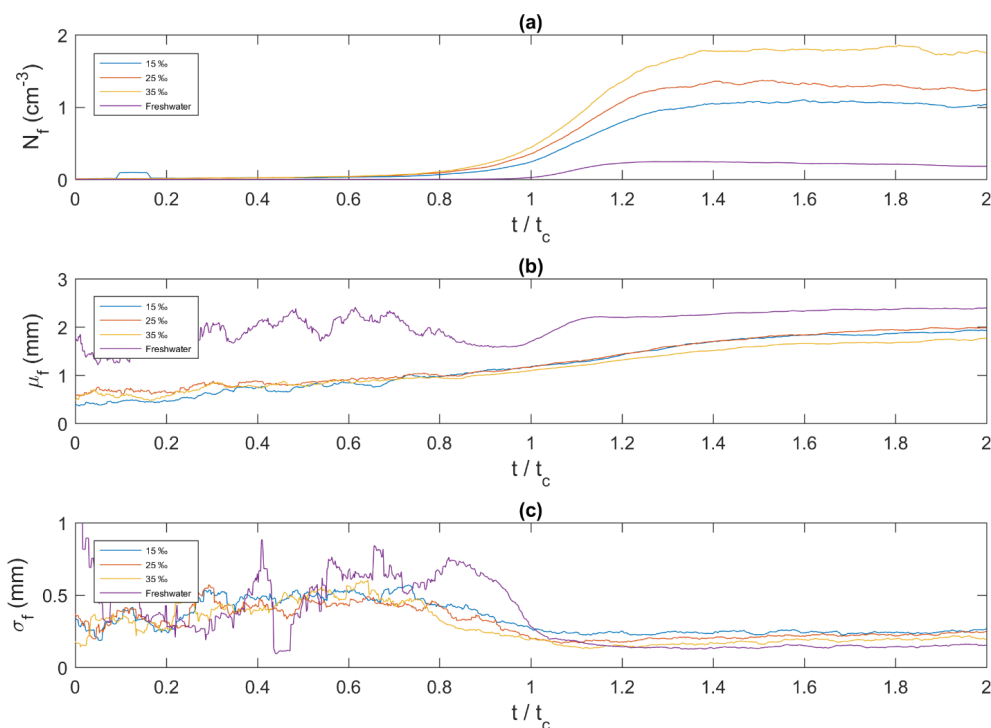 (a)
2
1
0
N_f (cm^-3)
15 ‰
25 ‰
35 ‰
Freshwater
0 0.2 0.4 0.6 0.8 1 1.2 1.4 1.6 1.8 2
t / t_c
(b)
3
2
1
0
μ_f (mm)
15 ‰
25 ‰
35 ‰
Freshwater
0 0.2 0.4 0.6 0.8 1 1.2 1.4 1.6 1.8 2
t / t_c
(c)
1
0.5
0
σ_f (mm)
15 ‰
25 ‰
35 ‰
Freshwater
0 0.2 0.4 0.6 0.8 1 1.2 1.4 1.6 1.8 2
t / t_c